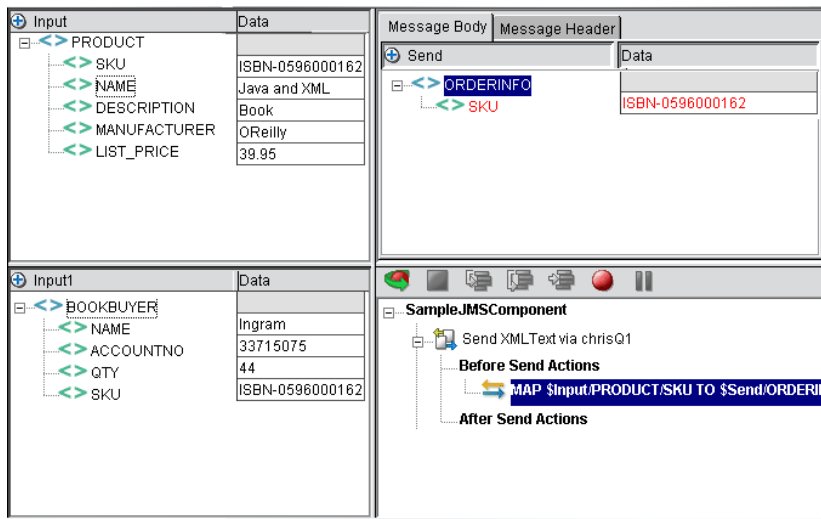 Input Data
PRODUCT
SKU ISBN-0596000162
NAME Java and XML
DESCRIPTION Book
MANUFACTURER OReilly
LIST_PRICE 39.95
Message Body Message Header
Send Data
ORDERINFO
SKU ISBN-0596000162
Input1 Data
BOOKBUYER
NAME Ingram
ACCOUNTNO 33715075
QTY 44
SKU ISBN-0596000162
SampleJMSComponent
Send XMLText via chrisQ1
Before Send Actions
MAP $Input/PRODUCT/SKU TO $Send/ORDERI
After Send Actions